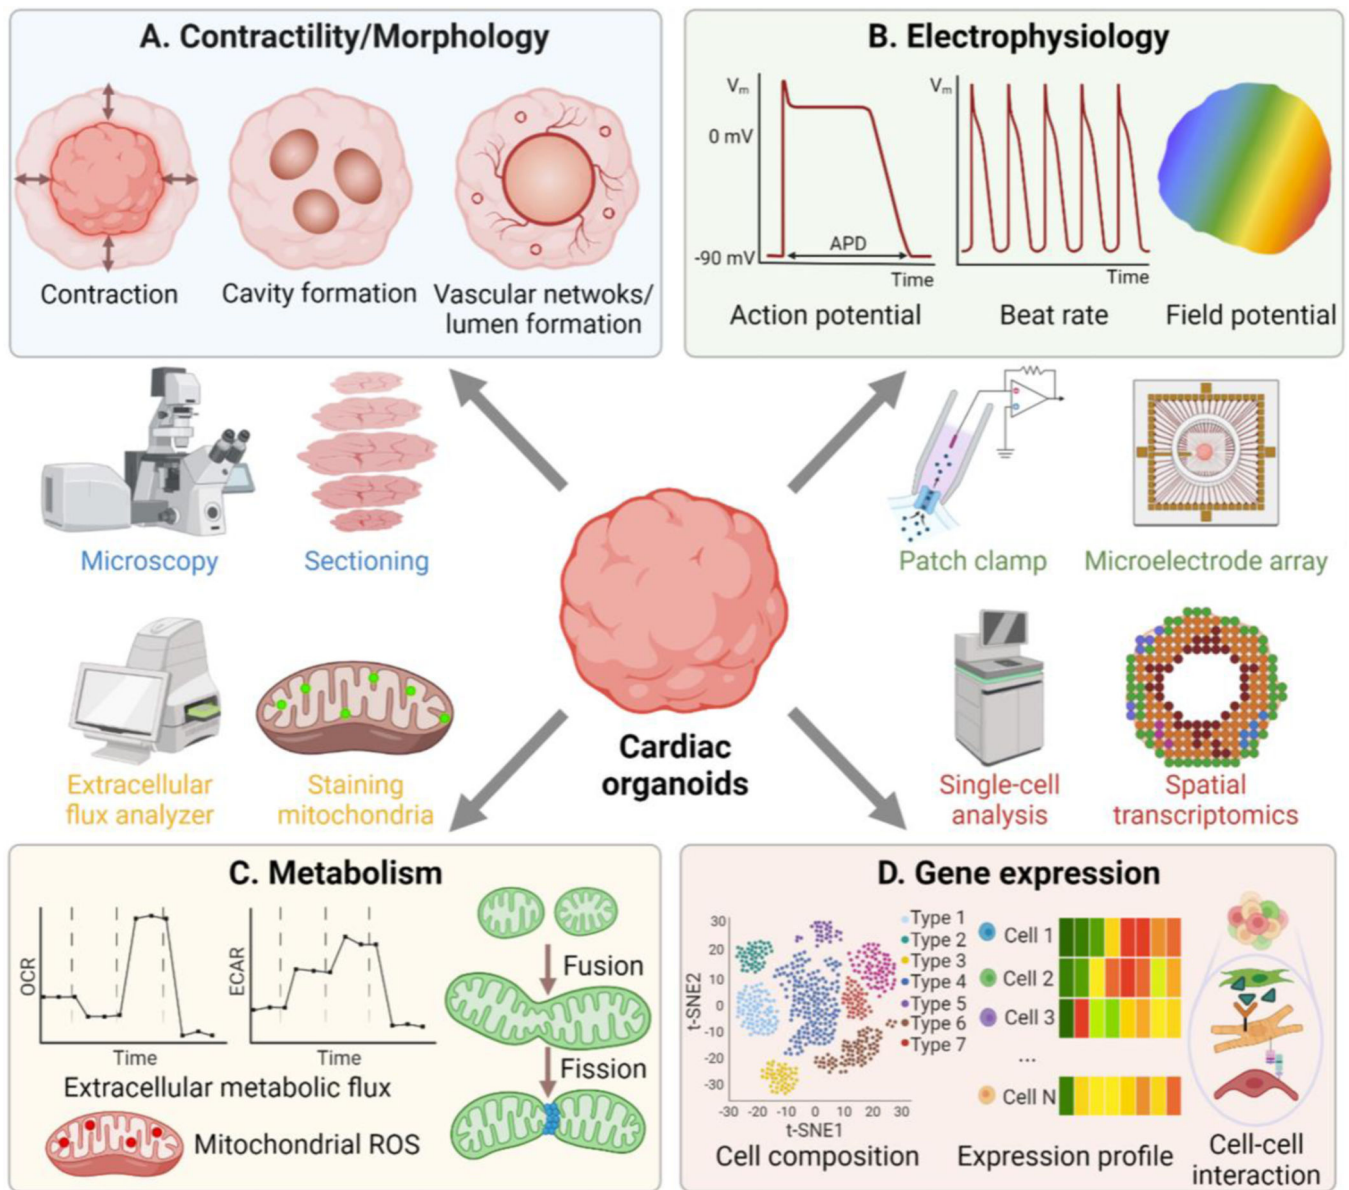 A. Contractility/Morphology
Contraction
Cavity formation
Vascular netwoks/
lumen formation
B. Electrophysiology
Vm
0 mV
-90 mV
APD
Time
Action potential
Vm
Time
Beat rate
Field potential
Microscopy
Sectioning
Patch clamp
Microelectrode array
Extracellular
flux analyzer
Staining
mitochondria
Cardiac
organoids
Single-cell
analysis
Spatial
transcriptomics
C. Metabolism
OCR
Time
ECAR
Time
Extracellular metabolic flux
Mitochondrial ROS
Fusion
Fission
D. Gene expression
t-SNE2
30
20
10
0
-10
-20
-30
-30 -20 -10 0 10 20 30
t-SNE1
Type 1
Type 2
Type 3
Type 4
Type 5
Type 6
Type 7
Cell composition
Cell 1
Cell 2
Cell 3
...
Cell N
Expression profile
Cell-cell
interaction